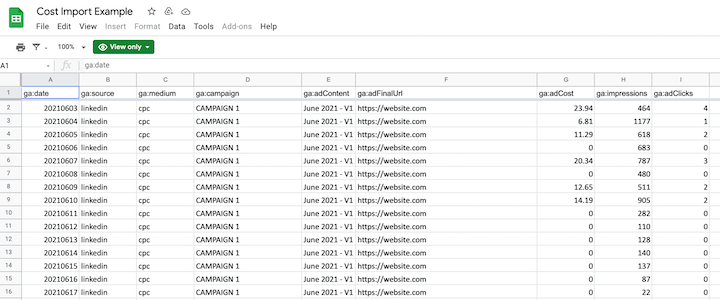 Cost Import Example
File Edit View Insert Format Data Tools Add-ons Help
100% View only
A1 fx ga:date
A B C D E F G H I
1 ga:date ga:source ga:medium ga:campaign ga:adContent ga:adFinalUrl ga:adCost ga:impressions ga:adClicks
2 20210603 linkedin cpc CAMPAIGN 1 June 2021 - V1 https://website.com 23.94 464 4
3 20210604 linkedin cpc CAMPAIGN 1 June 2021 - V1 https://website.com 6.81 1177 1
4 20210605 linkedin cpc CAMPAIGN 1 June 2021 - V1 https://website.com 11.29 618 2
5 20210606 linkedin cpc CAMPAIGN 1 June 2021 - V1 https://website.com 0 683 0
6 20210607 linkedin cpc CAMPAIGN 1 June 2021 - V1 https://website.com 20.34 787 3
7 20210608 linkedin cpc CAMPAIGN 1 June 2021 - V1 https://website.com 0 480 0
8 20210609 linkedin cpc CAMPAIGN 1 June 2021 - V1 https://website.com 12.65 511 2
9 20210610 linkedin cpc CAMPAIGN 1 June 2021 - V1 https://website.com 14.19 905 2
10 20210611 linkedin cpc CAMPAIGN 1 June 2021 - V1 https://website.com 0 282 0
11 20210612 linkedin cpc CAMPAIGN 1 June 2021 - V1 https://website.com 0 110 0
12 20210613 linkedin cpc CAMPAIGN 1 June 2021 - V1 https://website.com 0 128 0
13 20210614 linkedin cpc CAMPAIGN 1 June 2021 - V1 https://website.com 0 140 0
14 20210615 linkedin cpc CAMPAIGN 1 June 2021 - V1 https://website.com 0 137 0
15 20210616 linkedin cpc CAMPAIGN 1 June 2021 - V1 https://website.com 0 87 0
16 20210617 linkedin cpc CAMPAIGN 1 June 2021 - V1 https://website.com 0 22 0